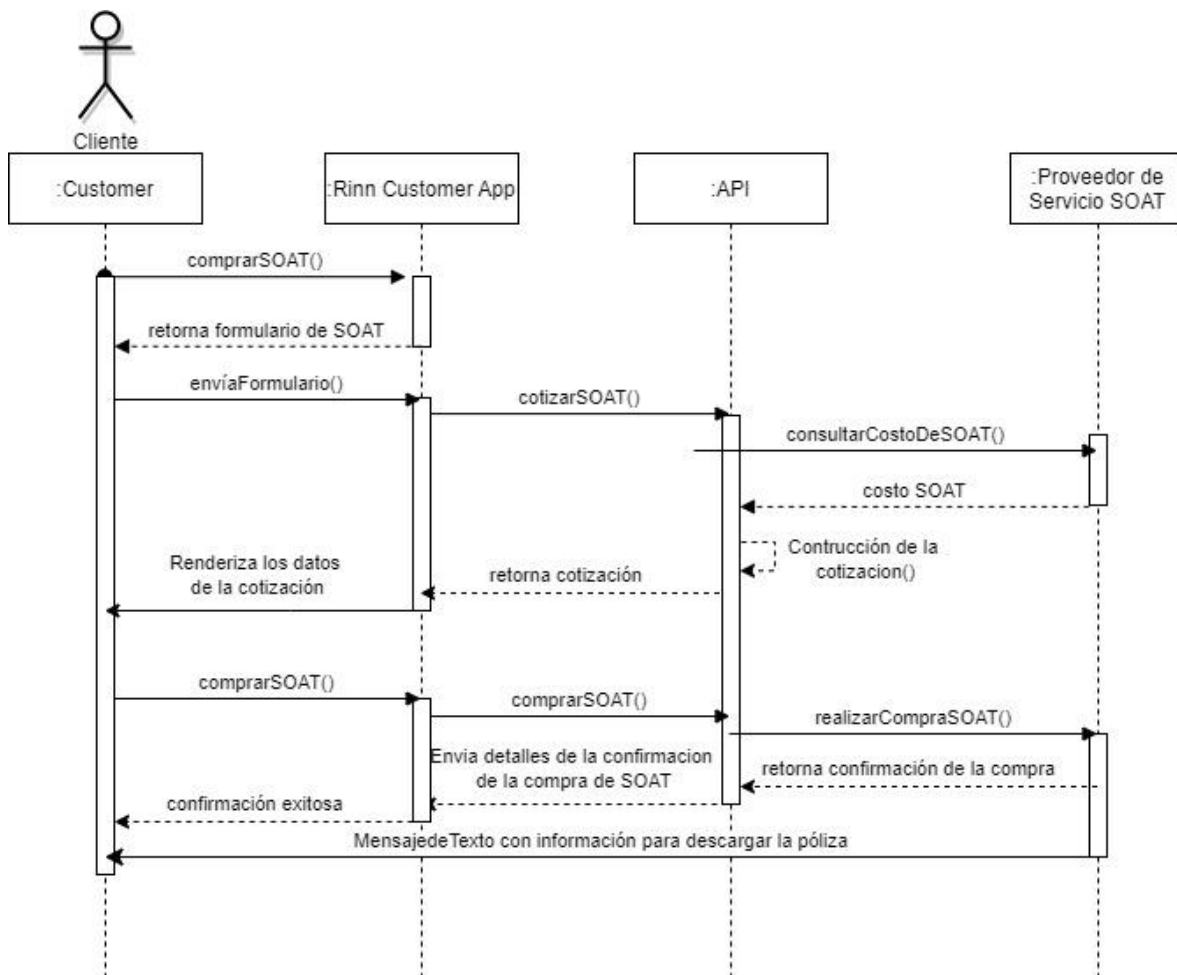 Cliente
:Customer
:Rinn Customer App
:API
:Proveedor de
Servicio SOAT
comprarSOAT()
retorna formulario de SOAT
envíaFormulario()
cotizarSOAT()
consultarCostoDeSOAT()
costo SOAT
Contrucción de la
cotizacion()
Renderiza los datos
de la cotización
retorna cotización
comprarSOAT()
comprarSOAT()
realizarCompraSOAT()
Envia detalles de la confirmacion
de la compra de SOAT
retorna confirmación de la compra
confirmación exitosa
MensajedeTexto con información para descargar la póliza